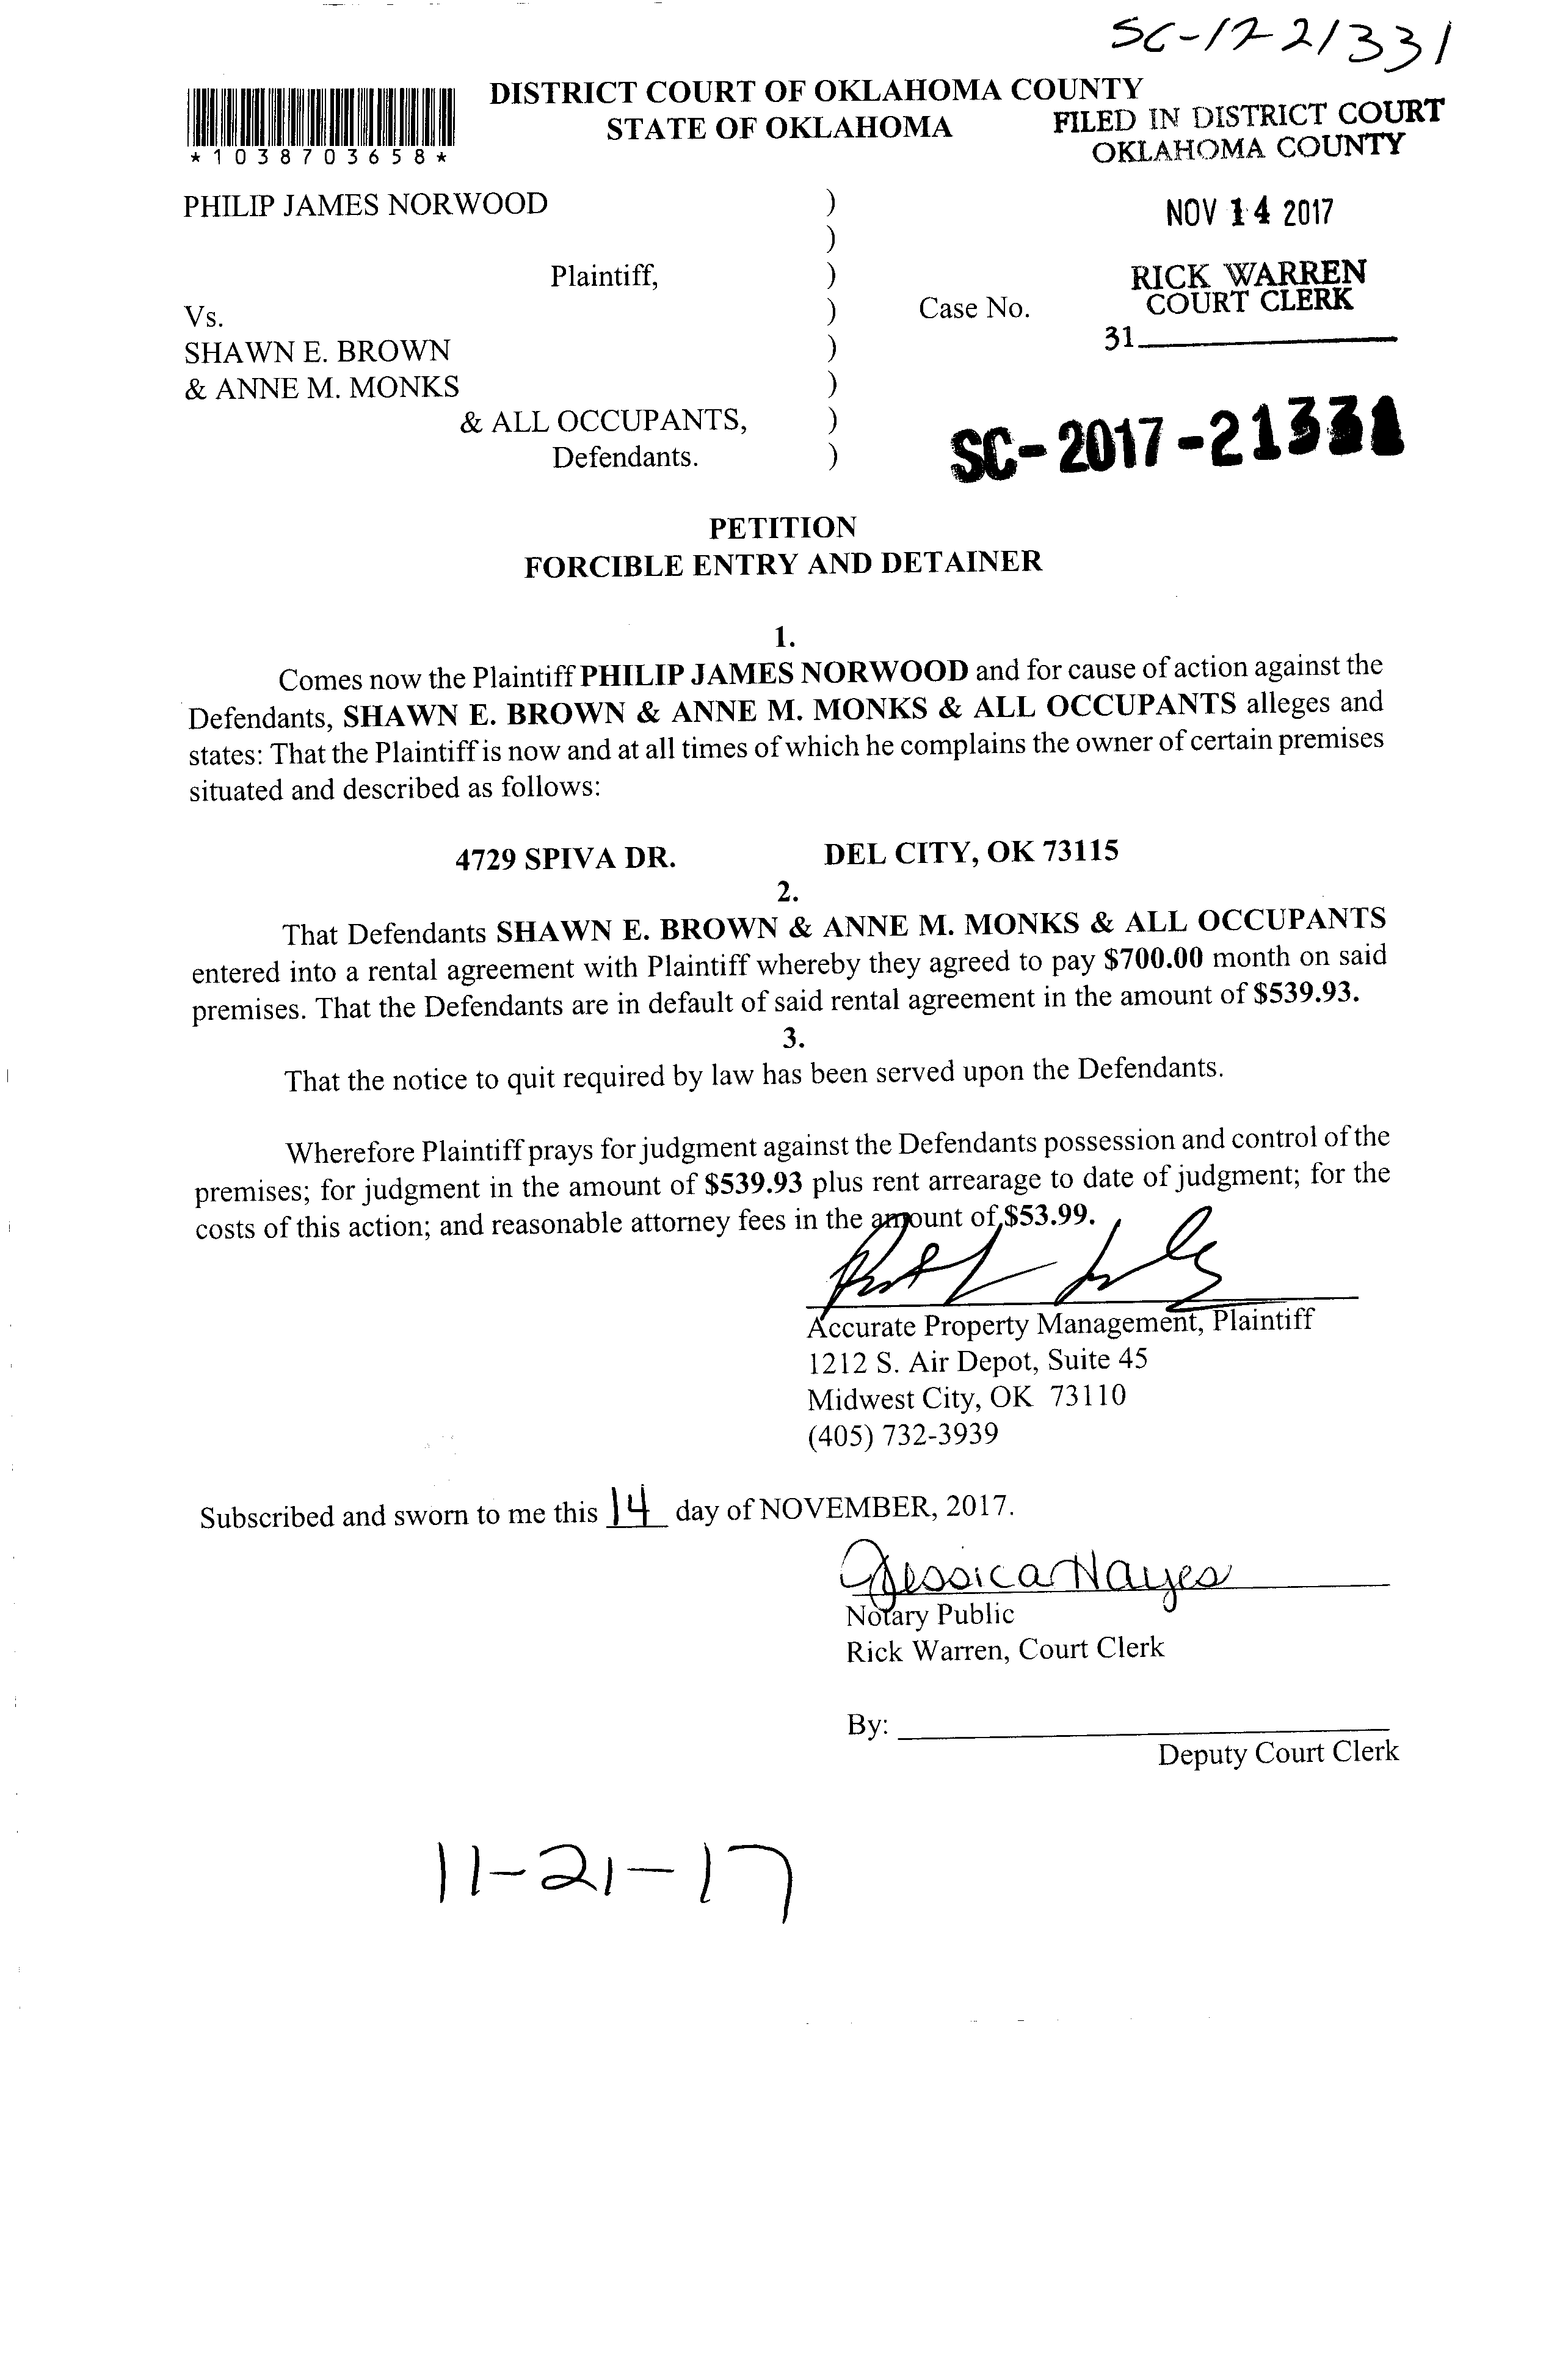 SC-17-21331
DISTRICT COURT OF OKLAHOMA COUNTY
STATE OF OKLAHOMA
FILED IN DISTRICT COURT
OKLAHOMA COUNTY
*1038703658*
PHILIP JAMES NORWOOD )
NOV 14 2017
)
Plaintiff, )
RICK WARREN
COURT CLERK
Vs. ) Case No.
31
SHAWN E. BROWN )
& ANNE M. MONKS )
& ALL OCCUPANTS, )
SC-2017-21331
Defendants. )
PETITION
FORCIBLE ENTRY AND DETAINER
1.
Comes now the Plaintiff PHILIP JAMES NORWOOD and for cause of action against the
Defendants, SHAWN E. BROWN & ANNE M. MONKS & ALL OCCUPANTS alleges and
states: That the Plaintiff is now and at all times of which he complains the owner of certain premises
situated and described as follows:
4729 SPIVA DR. DEL CITY, OK 73115
2.
That Defendants SHAWN E. BROWN & ANNE M. MONKS & ALL OCCUPANTS
entered into a rental agreement with Plaintiff whereby they agreed to pay $700.00 month on said
premises. That the Defendants are in default of said rental agreement in the amount of $539.93.
3.
That the notice to quit required by law has been served upon the Defendants.
Wherefore Plaintiff prays for judgment against the Defendants possession and control of the
premises; for judgment in the amount of $539.93 plus rent arrearage to date of judgment; for the
costs of this action; and reasonable attorney fees in the amount of $53.99.
Accurate Property Management, Plaintiff
1212 S. Air Depot, Suite 45
Midwest City, OK 73110
(405) 732-3939
Subscribed and sworn to me this 14 day of NOVEMBER, 2017.
Jessica Hayes
Notary Public
Rick Warren, Court Clerk
By:
Deputy Court Clerk
11-21-17